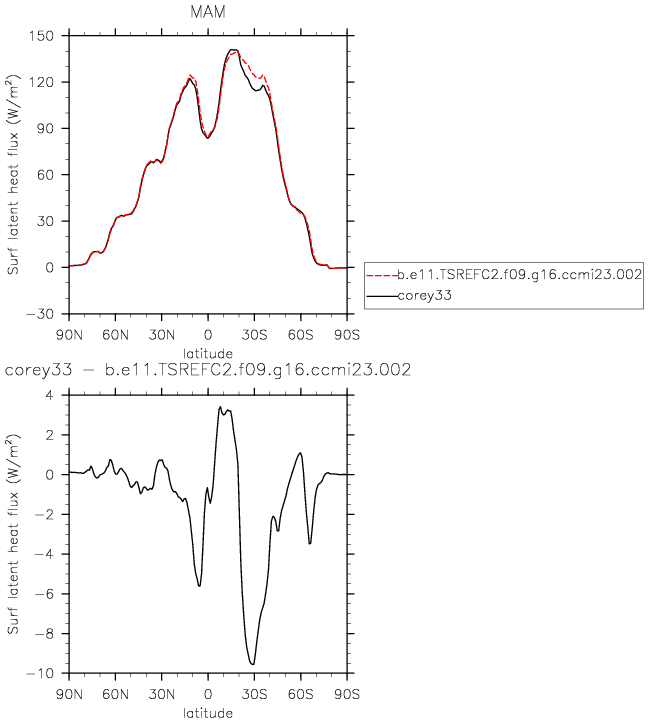 MAM
Surf latent heat flux (W/m²)
150
120
90
60
30
0
−30
90N 60N 30N 0 30S 60S 90S
latitude
b.e11.TSREFC2.f09.g16.ccmi23.002
corey33
corey33 − b.e11.TSREFC2.f09.g16.ccmi23.002
Surf latent heat flux (W/m²)
4
2
0
−2
−4
−6
−8
−10
90N 60N 30N 0 30S 60S 90S
latitude